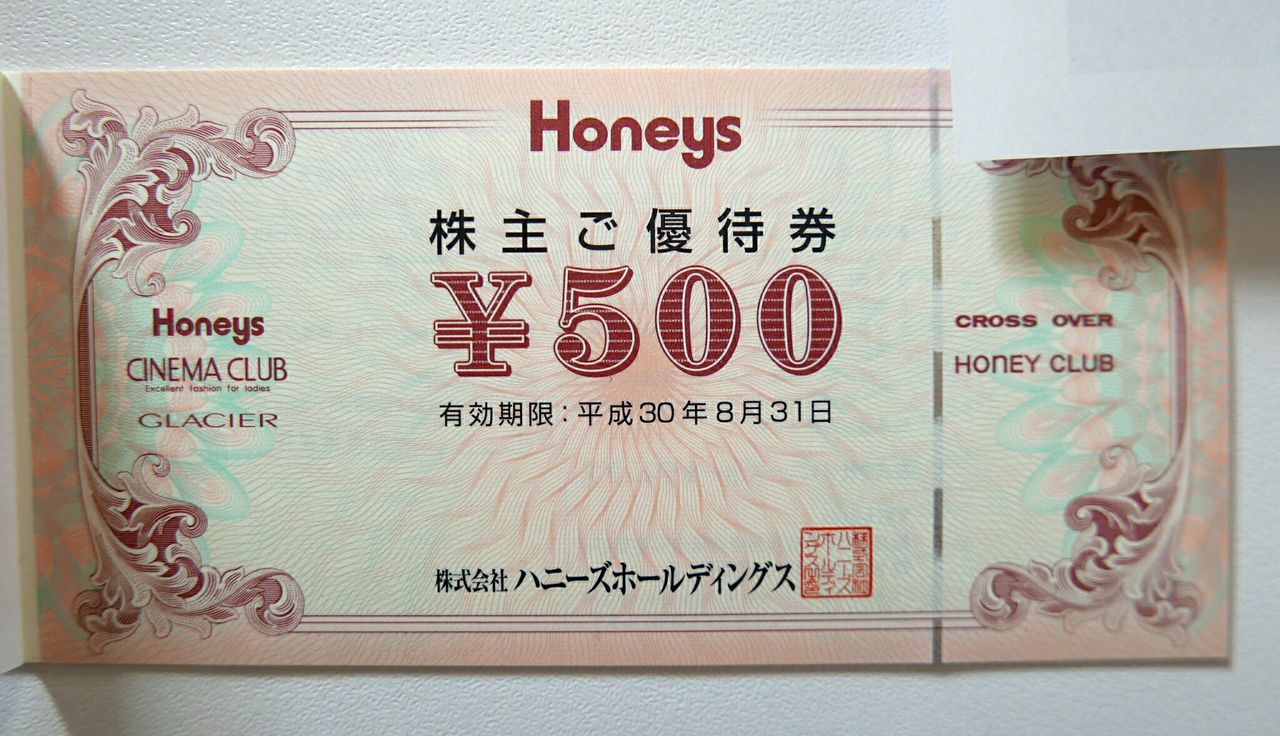 Honeys
株主ご優待券
¥500
有効期限：平成30年8月31日
Honeys
CINEMA CLUB
Excellent fashion for ladies
GLACIER
CROSS OVER
HONEY CLUB
株式会社 ハニーズホールディングス